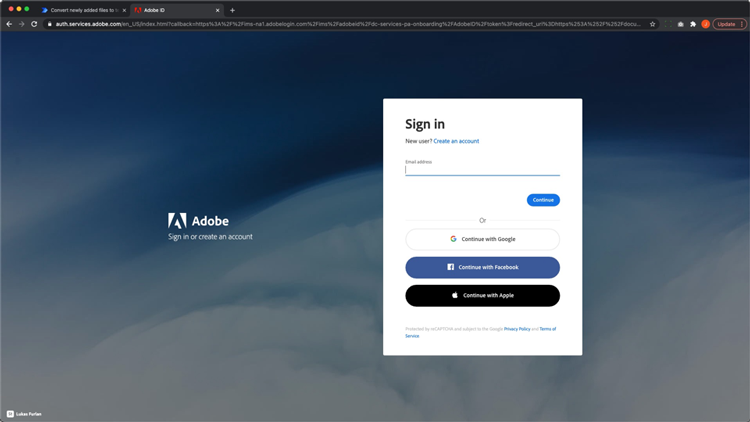 Convert newly added files to t
Adobe ID
auth.services.adobe.com/en_US/index.html?callback=https%3A%2F%2Fims-na1.adobelogin.com%2Fims%2Fadobeid%2Fdc-services-pa-onboarding%2FAdobeID%2Ftoken%3Fredirect_uri%3Dhttps%253A%252F%252Fdocu...
J
Update
Sign in
New user? Create an account
Email address
Continue
Or
Continue with Google
Continue with Facebook
Continue with Apple
Protected by reCAPTCHA and subject to the Google Privacy Policy and Terms of
Service.
Adobe
Sign in or create an account
Lukas Furlan